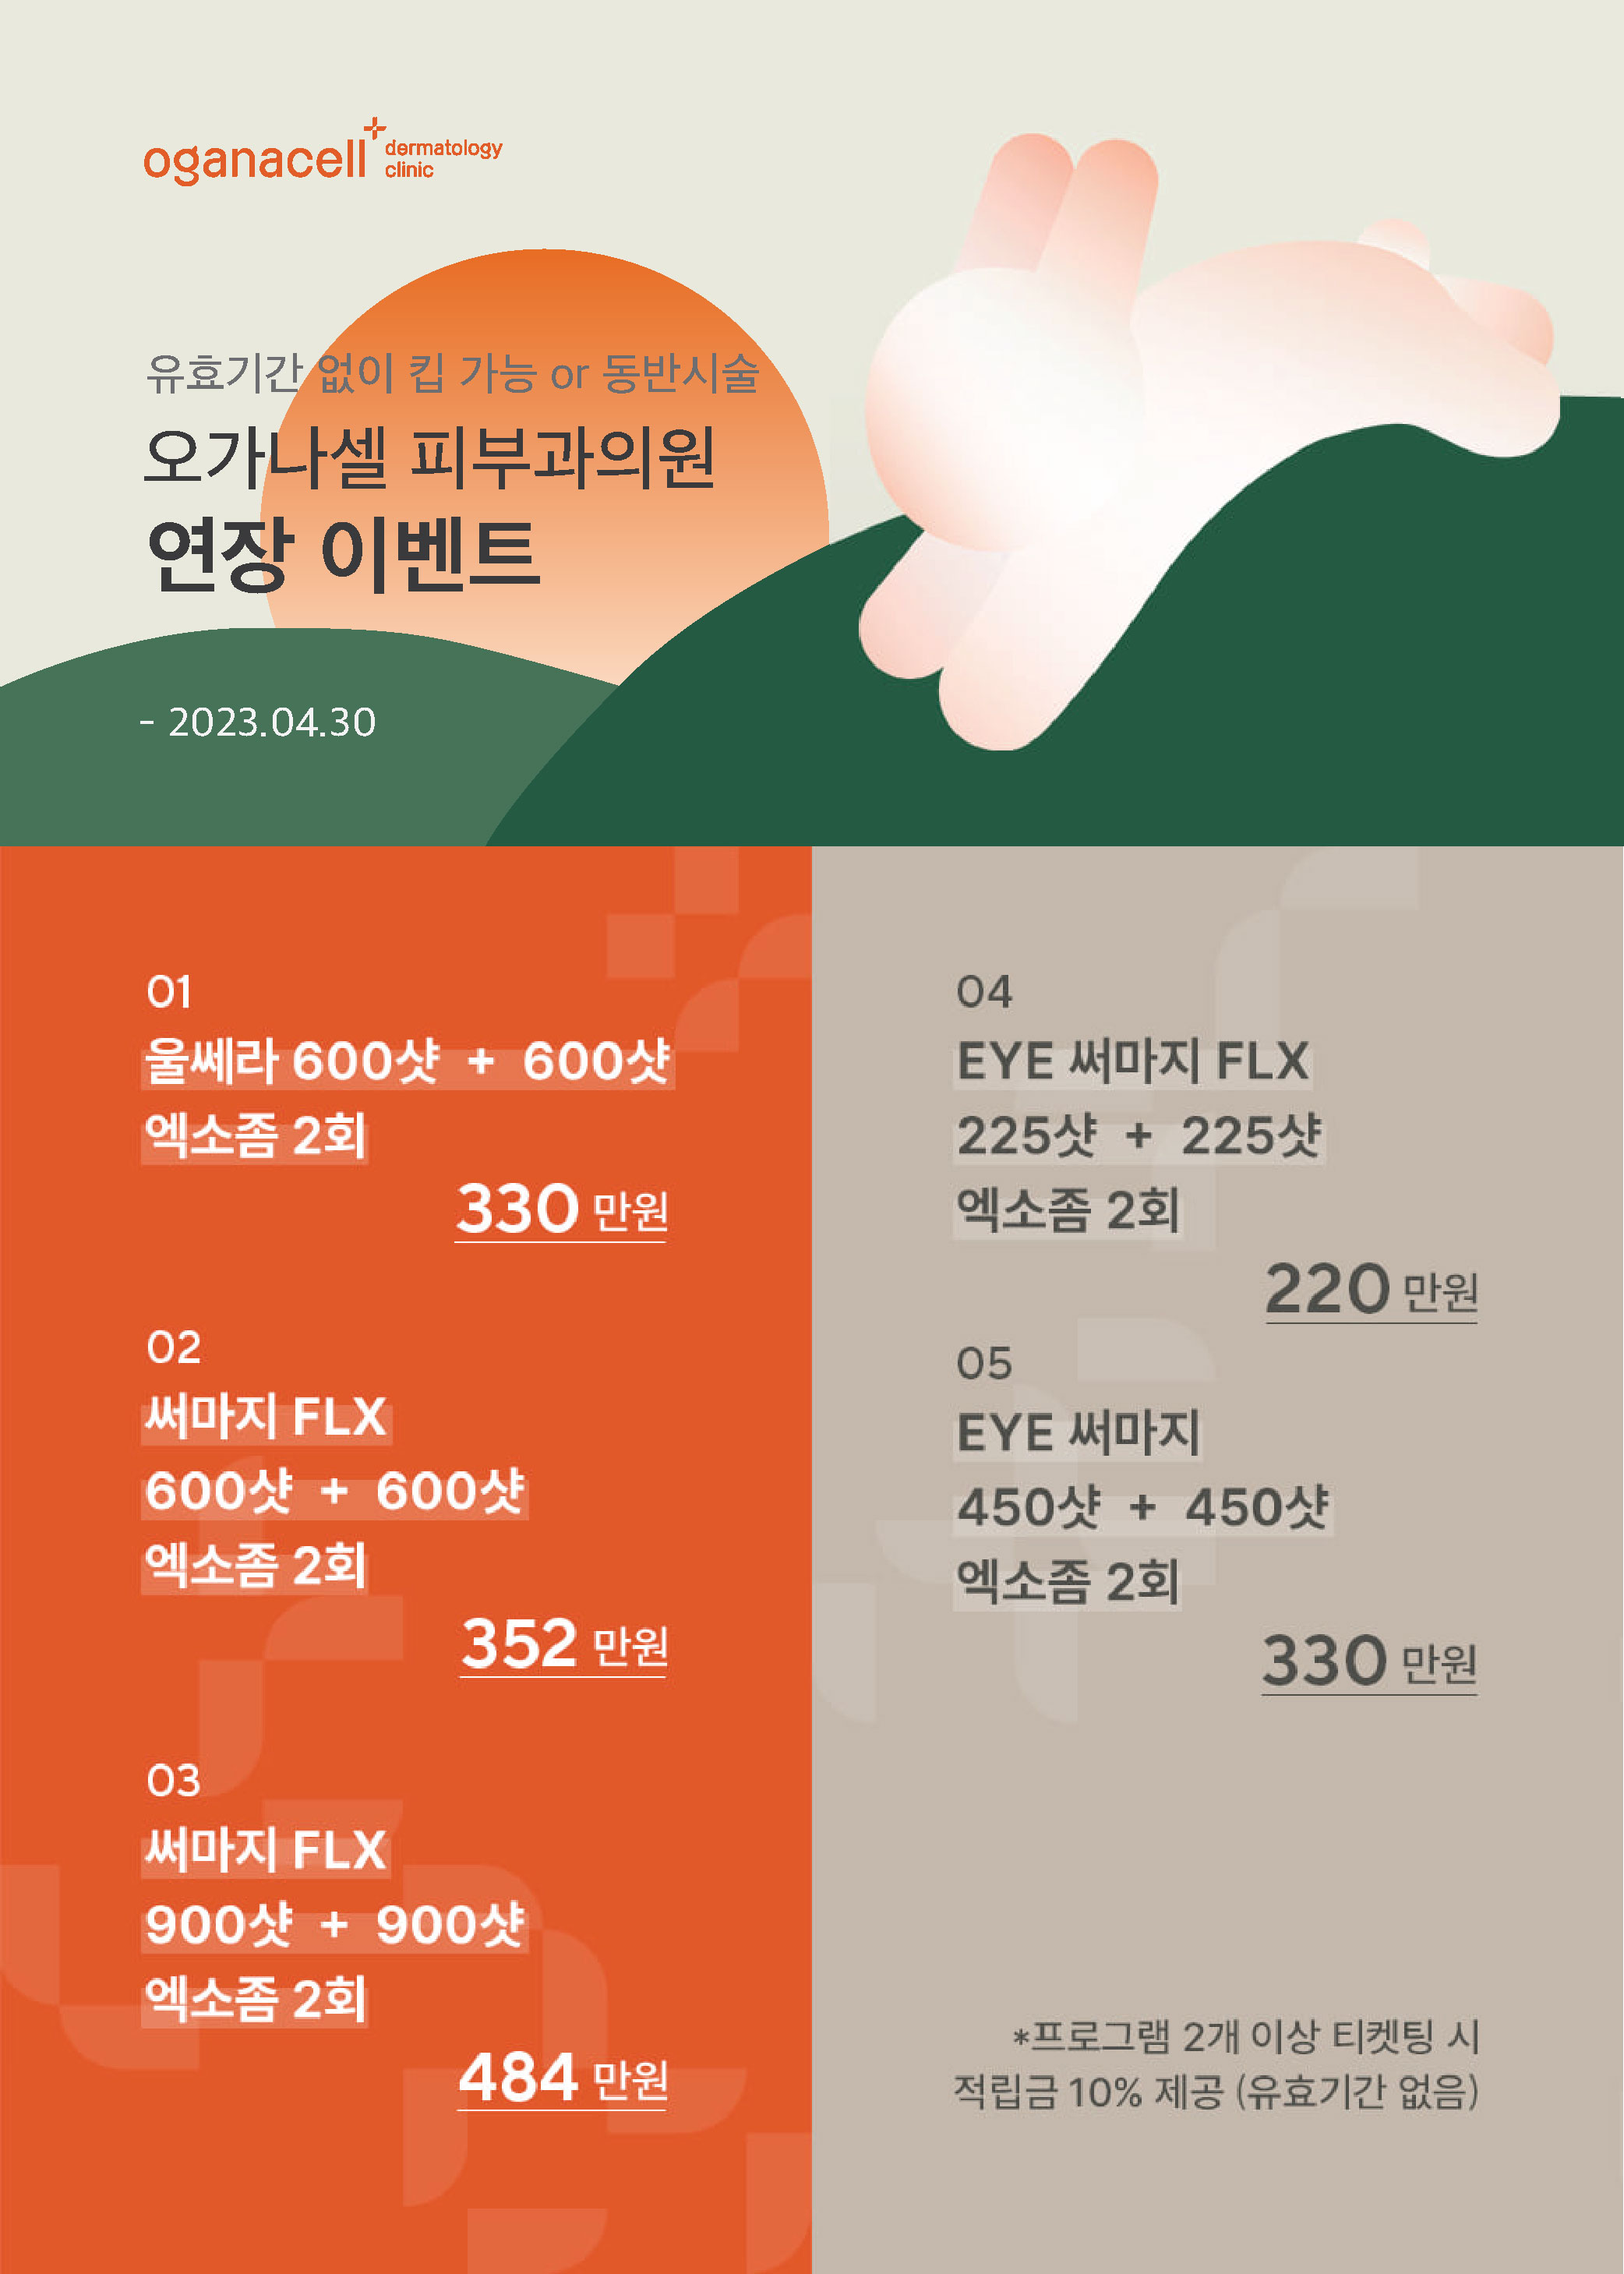 oganacell dermatology
clinic
유효기간 없이 킵 가능 or 동반시술
오가나셀 피부과의원
연장 이벤트
- 2023.04.30
01
울쎄라 600샷 + 600샷
엑소좀 2회
330 만원
02
써마지 FLX
600샷 + 600샷
엑소좀 2회
352 만원
03
써마지 FLX
900샷 + 900샷
엑소좀 2회
484 만원
04
EYE 써마지 FLX
225샷 + 225샷
엑소좀 2회
220 만원
05
EYE 써마지
450샷 + 450샷
엑소좀 2회
330 만원
*프로그램 2개 이상 티켓팅 시
적립금 10% 제공 (유효기간 없음)